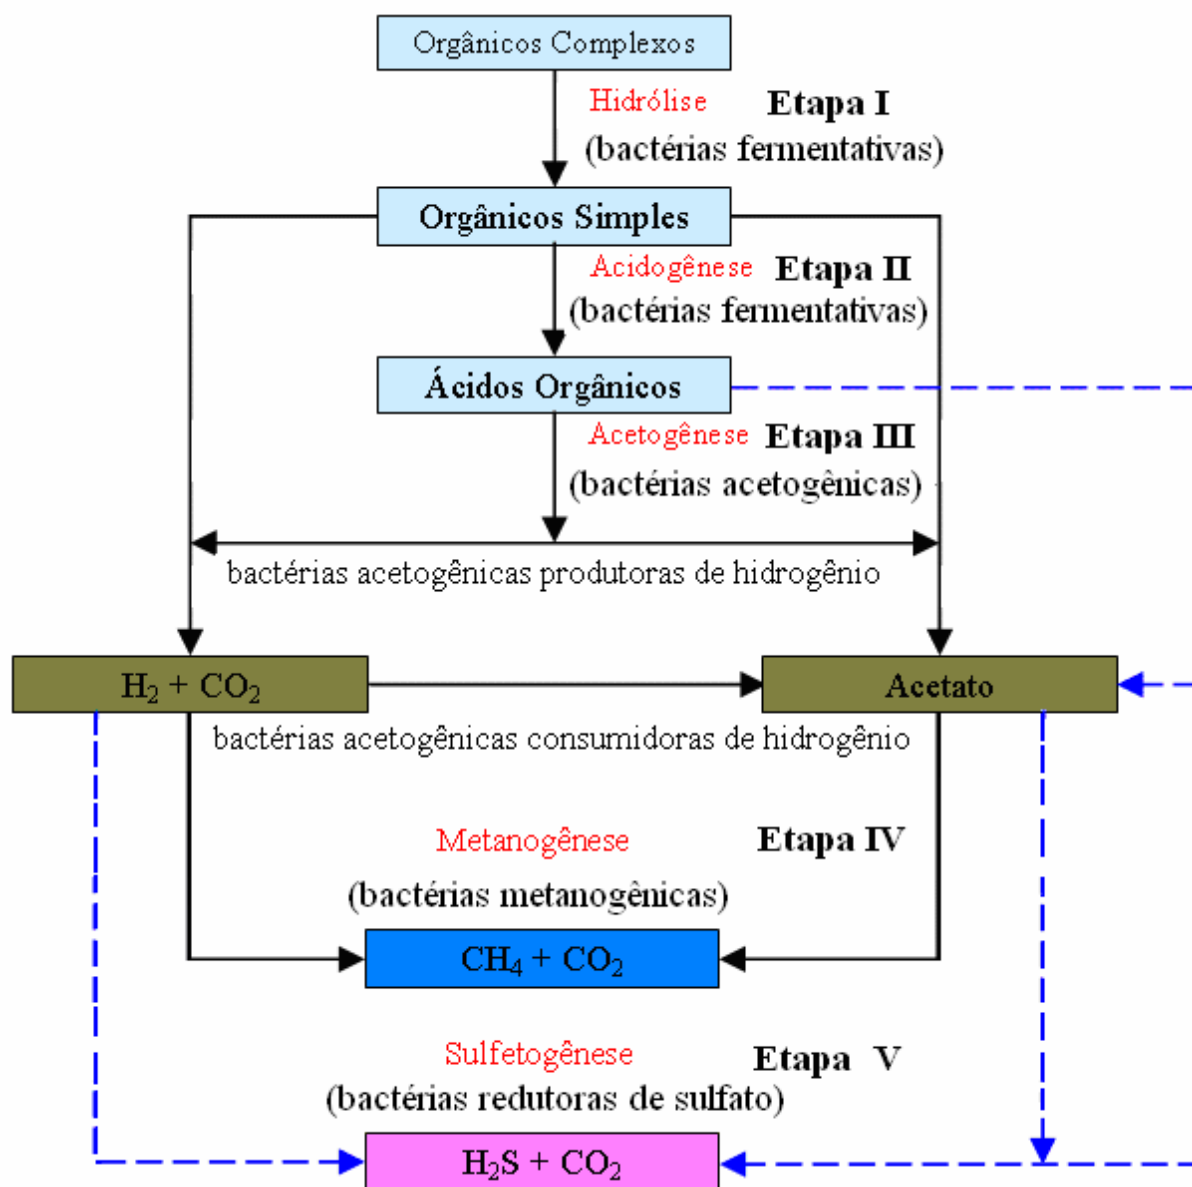 Orgânicos Complexos
Hidrólise Etapa I
(bactérias fermentativas)
Orgânicos Simples
Acidogênese Etapa II
(bactérias fermentativas)
Ácidos Orgânicos
Acetogênese Etapa III
(bactérias acetogênicas)
bactérias acetogênicas produtoras de hidrogênio
H₂ + CO₂
Acetato
bactérias acetogênicas consumidoras de hidrogênio
Metanogênese Etapa IV
(bactérias metanogênicas)
CH₄ + CO₂
Sulfetogênese Etapa V
(bactérias redutoras de sulfato)
H₂S + CO₂